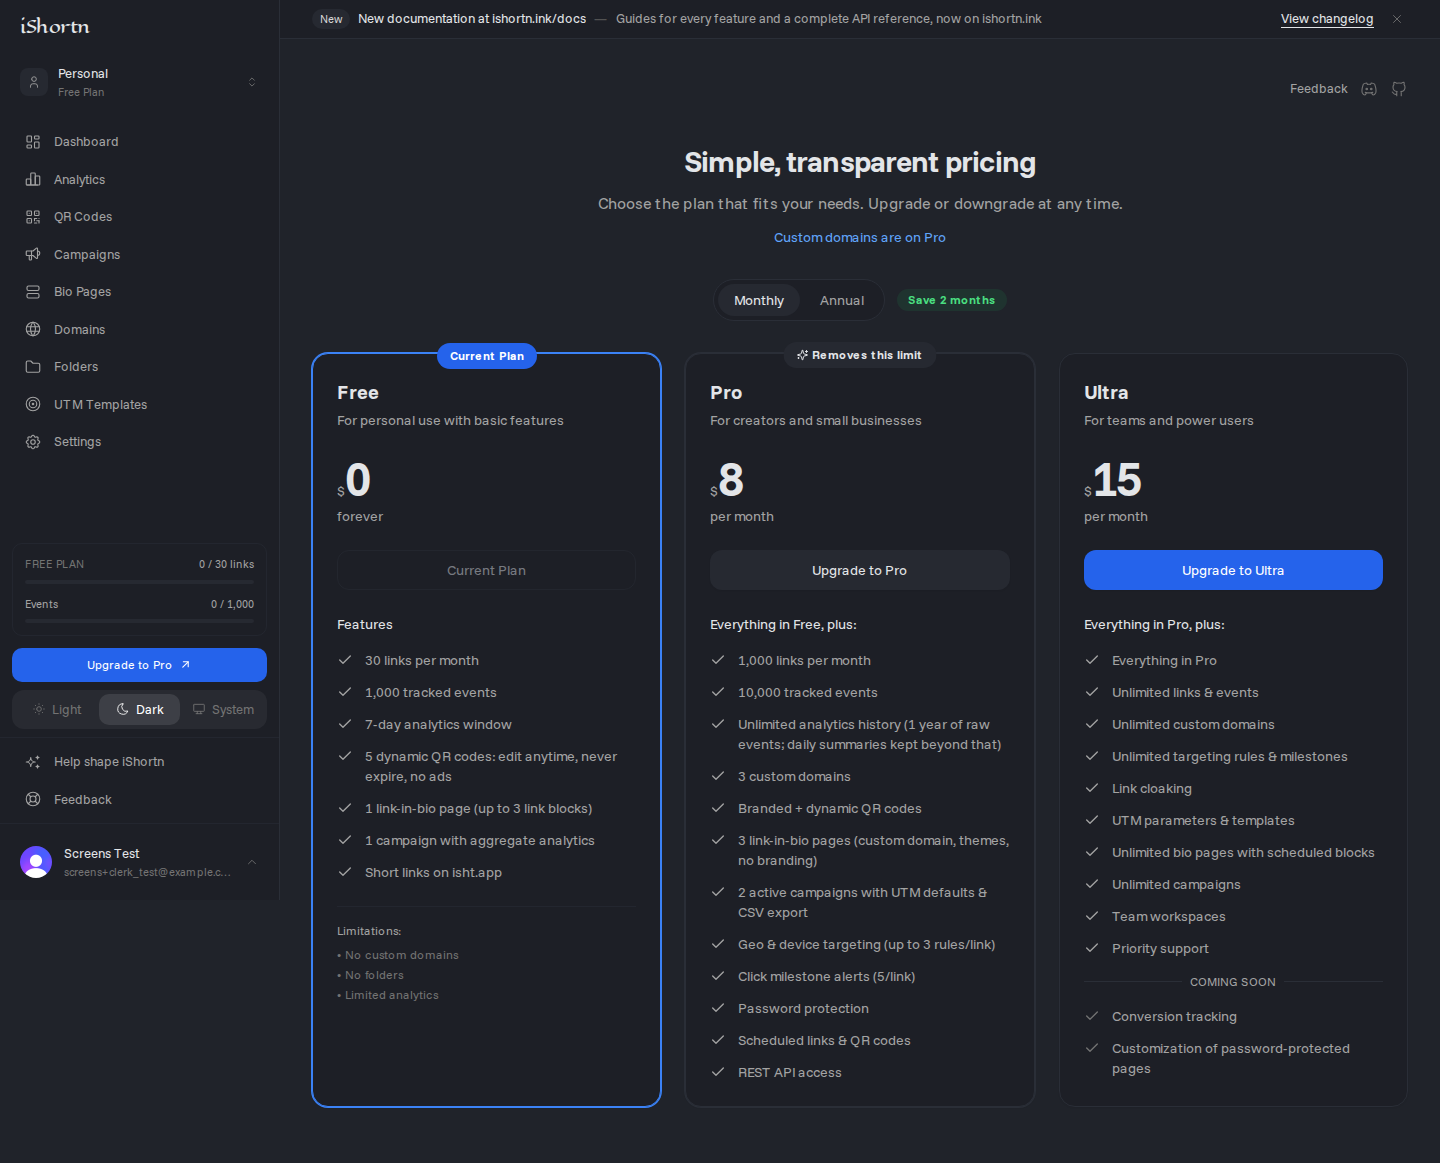 iShortn
Personal
Free Plan
Dashboard
Analytics
QR Codes
Campaigns
Bio Pages
Domains
Folders
UTM Templates
Settings
FREE PLAN 0 / 30 links
Events 0 / 1,000
Upgrade to Pro
Light Dark System
Help shape iShortn
Feedback
Screens Test
screens+clerk_test@example.c...
New New documentation at ishortn.ink/docs — Guides for every feature and a complete API reference, now on ishortn.ink View changelog
Feedback
Simple, transparent pricing
Choose the plan that fits your needs. Upgrade or downgrade at any time.
Custom domains are on Pro
Monthly Annual Save 2 months
Current Plan
Free
For personal use with basic features
$0
forever
Current Plan
Features
30 links per month
1,000 tracked events
7-day analytics window
5 dynamic QR codes: edit anytime, never
expire, no ads
1 link-in-bio page (up to 3 link blocks)
1 campaign with aggregate analytics
Short links on isht.app
Limitations:
• No custom domains
• No folders
• Limited analytics
Removes this limit
Pro
For creators and small businesses
$8
per month
Upgrade to Pro
Everything in Free, plus:
1,000 links per month
10,000 tracked events
Unlimited analytics history (1 year of raw
events; daily summaries kept beyond that)
3 custom domains
Branded + dynamic QR codes
3 link-in-bio pages (custom domain, themes,
no branding)
2 active campaigns with UTM defaults &
CSV export
Geo & device targeting (up to 3 rules/link)
Click milestone alerts (5/link)
Password protection
Scheduled links & QR codes
REST API access
Ultra
For teams and power users
$15
per month
Upgrade to Ultra
Everything in Pro, plus:
Everything in Pro
Unlimited links & events
Unlimited custom domains
Unlimited targeting rules & milestones
Link cloaking
UTM parameters & templates
Unlimited bio pages with scheduled blocks
Unlimited campaigns
Team workspaces
Priority support
COMING SOON
Conversion tracking
Customization of password-protected
pages